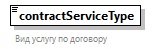 contractServiceType
Вид услугу по договору